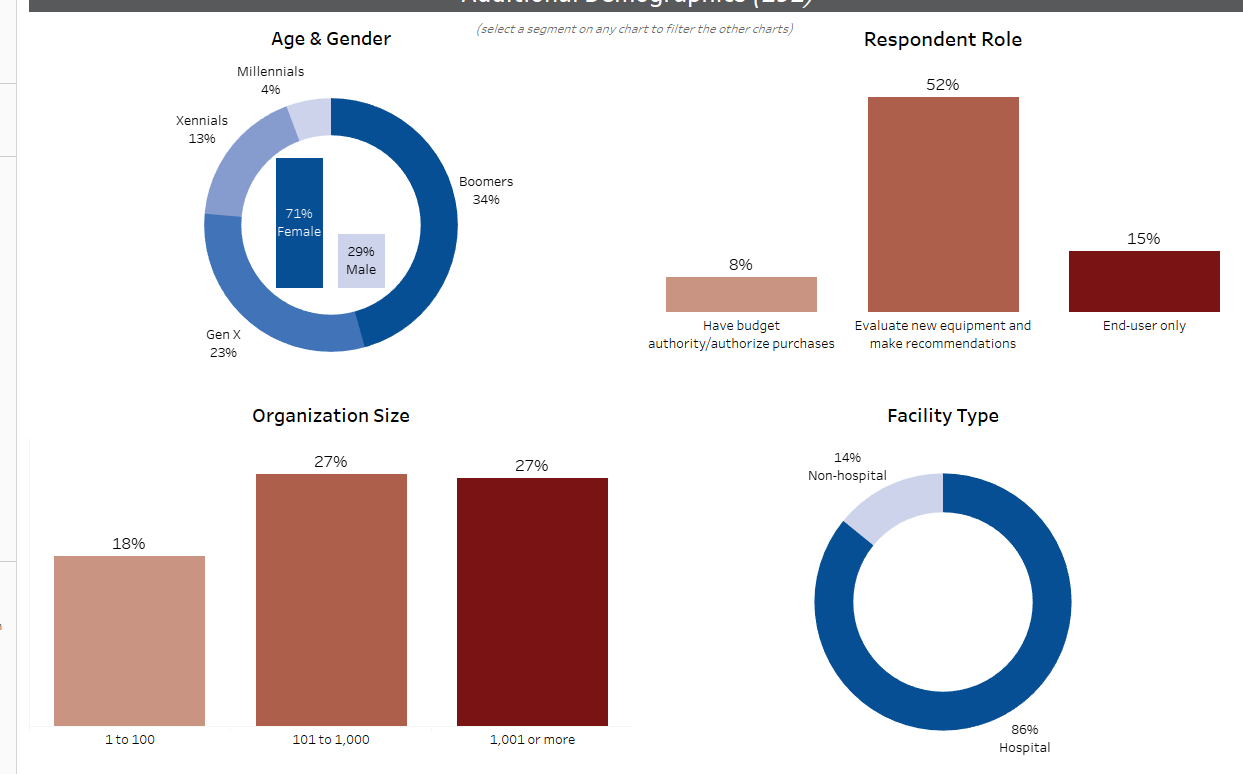 Additional Demographics
(select a segment on any chart to filter the other charts)
Age & Gender
Millennials
4%
Xennials
13%
Boomers
34%
71%
Female
29%
Male
Gen X
23%
Respondent Role
52%
15%
8%
Have budget
authority/authorize purchases
Evaluate new equipment and
make recommendations
End-user only
Organization Size
27%
27%
18%
1 to 100
101 to 1,000
1,001 or more
Facility Type
14%
Non-hospital
86%
Hospital